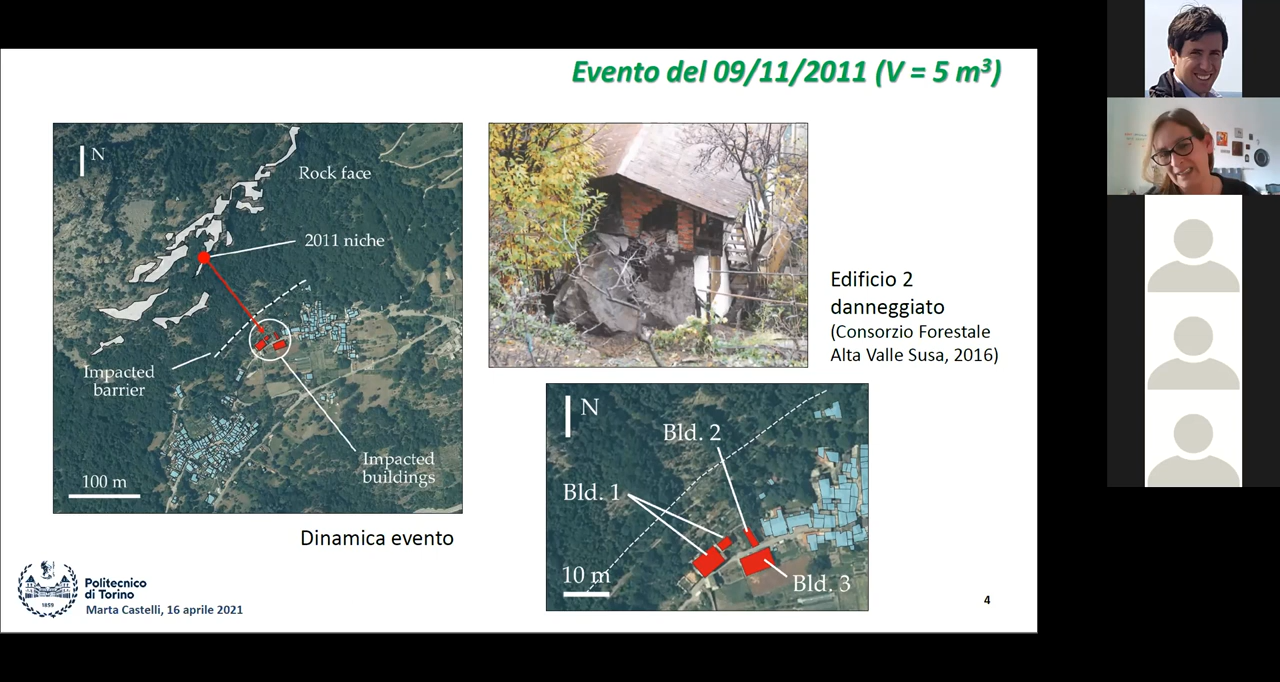 Evento del 09/11/2011 (V = 5 m³)
N
Rock face
2011 niche
Impacted
barrier
Impacted
buildings
100 m
Dinamica evento
Edificio 2
danneggiato
(Consorzio Forestale
Alta Valle Susa, 2016)
N
Bld. 2
Bld. 1
10 m
Bld. 3
1859
Politecnico
di Torino
Marta Castelli, 16 aprile 2021
4